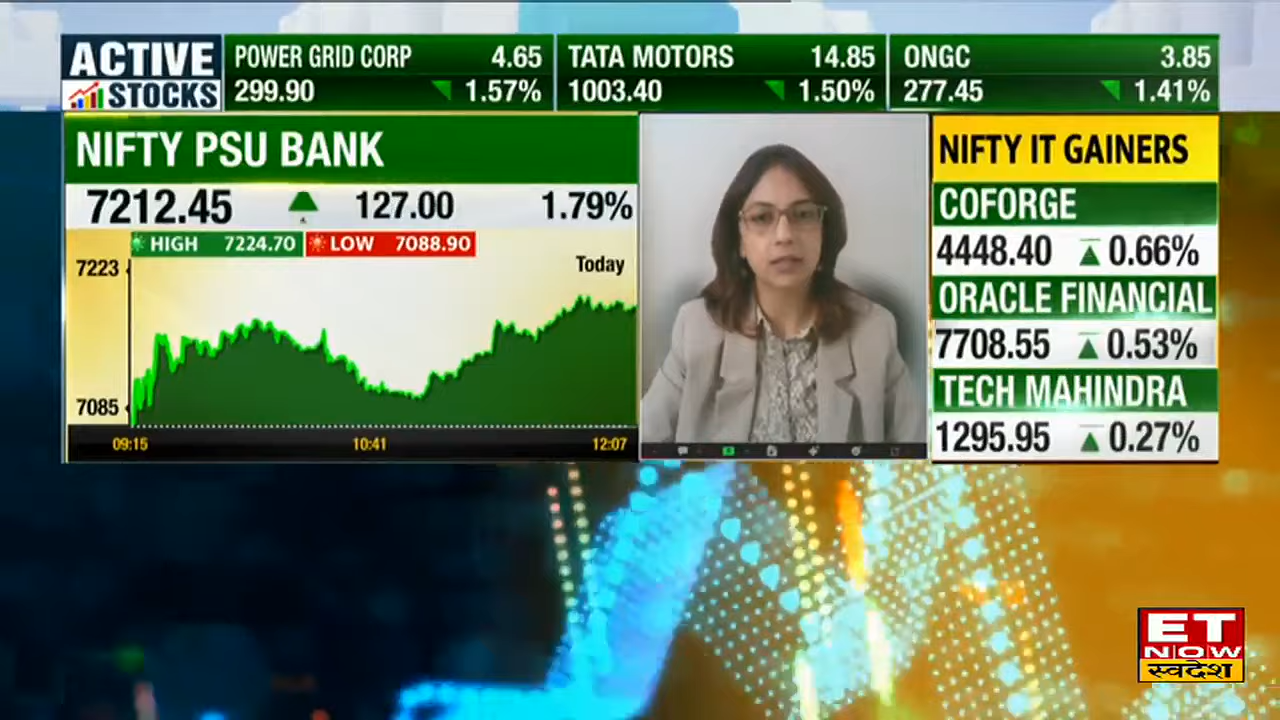 ACTIVE STOCKS
POWER GRID CORP 4.65
299.90 1.57%
TATA MOTORS 14.85
1003.40 1.50%
ONGC 3.85
277.45 1.41%
NIFTY PSU BANK
7212.45 127.00 1.79%
HIGH 7224.70 LOW 7088.90
7223
Today
7085
09:15 10:41 12:07
NIFTY IT GAINERS
COFORGE
4448.40 0.66%
ORACLE FINANCIAL
7708.55 0.53%
TECH MAHINDRA
1295.95 0.27%
ET
NOW
स्वदेश